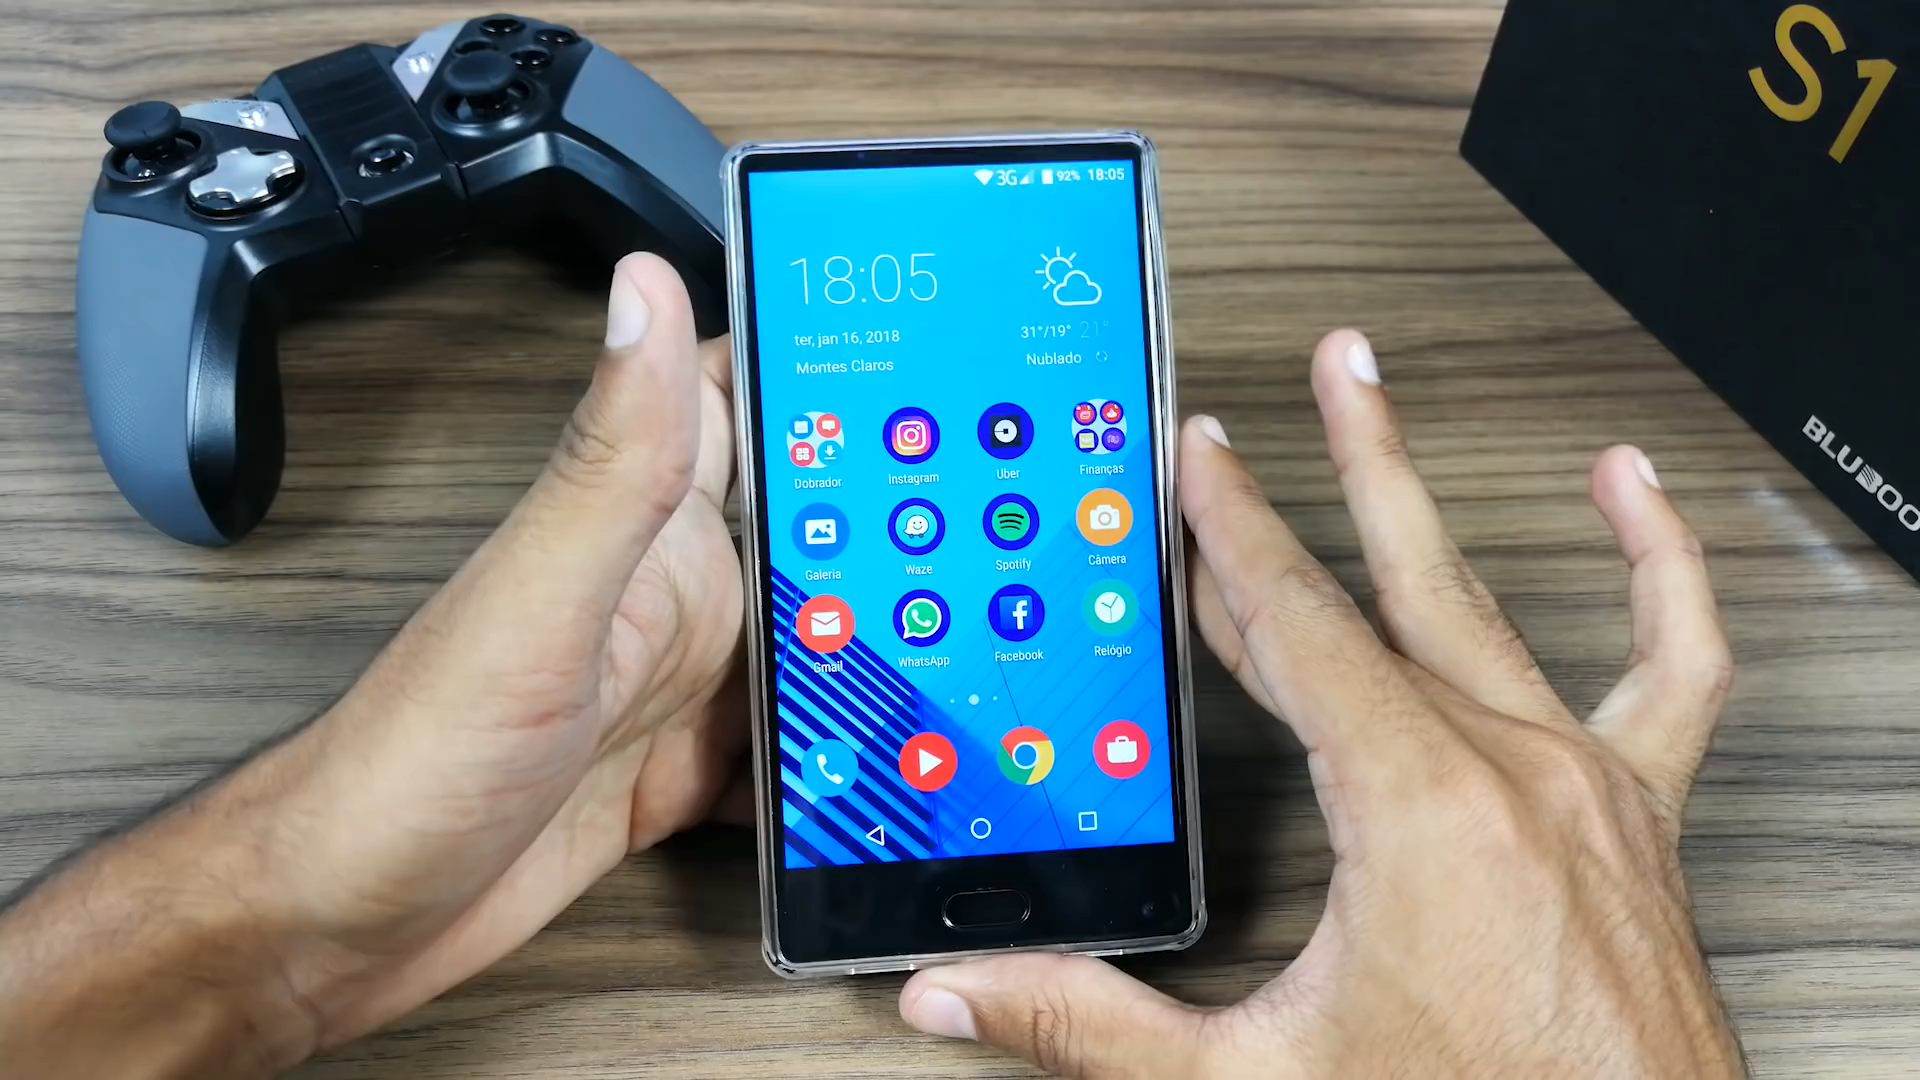 S1
BLUBOO
3G 92% 18:05
18:05
ter, jan 16, 2018
Montes Claros
31°/19° 21°
Nublado
Dobrador Instagram Uber Finanças
Galeria Waze Spotify Câmera
Gmail WhatsApp Facebook Relógio